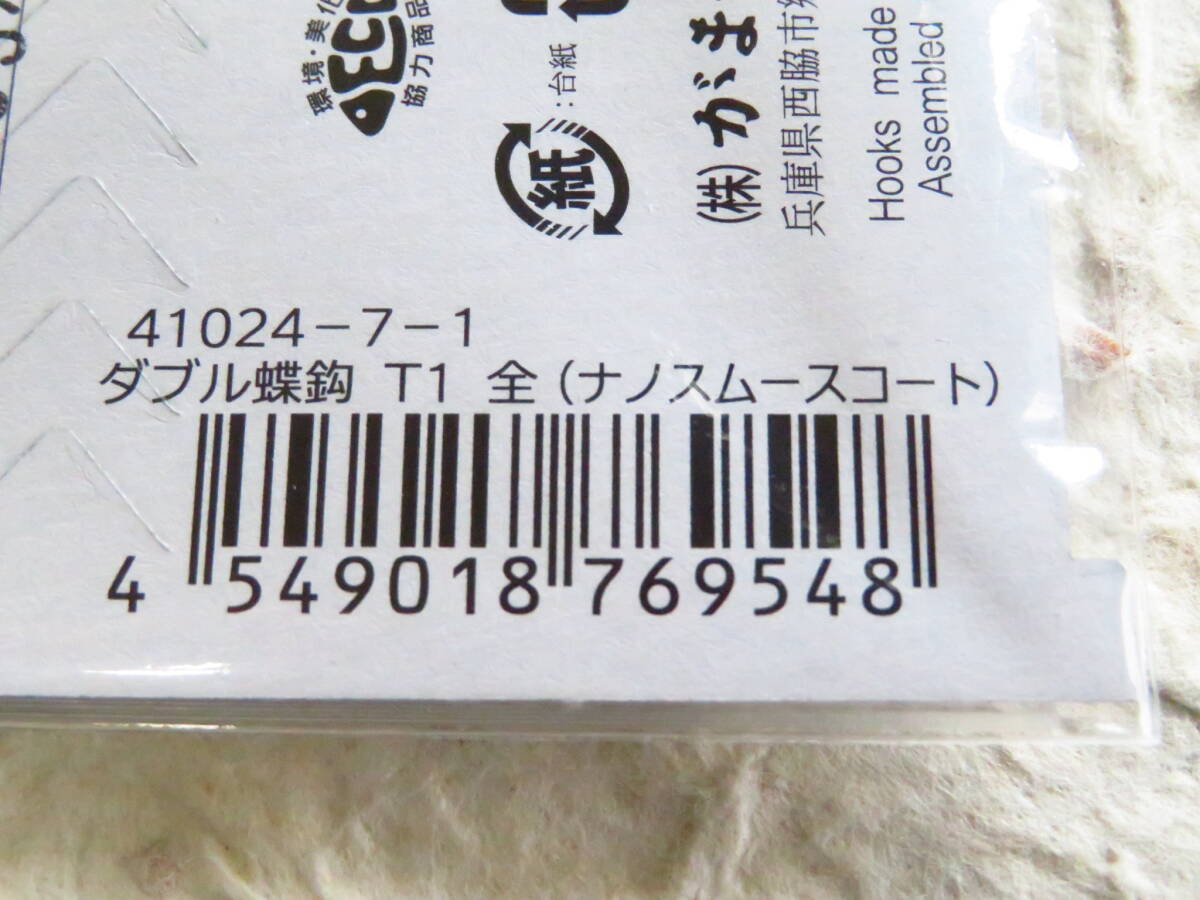 環境・美化
ECO
協力商品
:台紙
紙
(株)がま
兵庫県西脇市
Hooks made
Assembled
41024-7-1
ダブル蝶鈎 T1 全(ナノスムースコート)
4 549018 769548